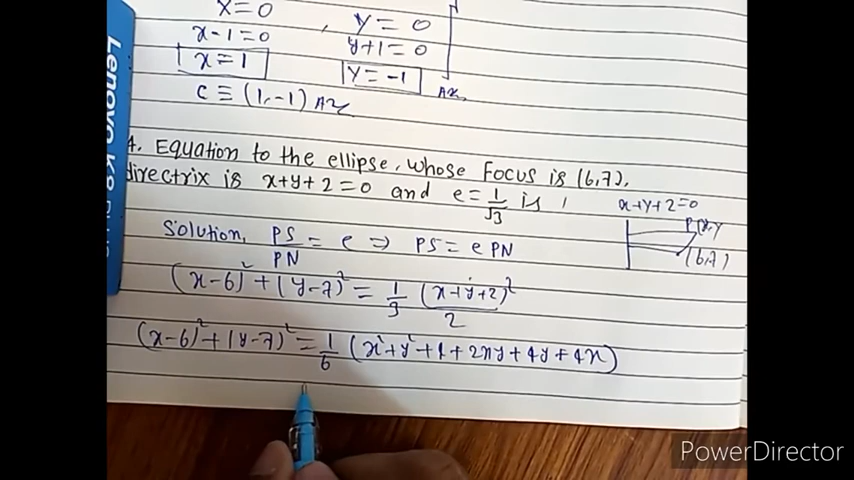 X=0 , Y = 0
x-1=0 y+1=0
x=1 Y=-1
C ≡ (1,-1)
4. Equation to the ellipse, whose focus is (6,7),
directrix is x+y+2=0 and e=1/√3 is
x+y+2=0
P(x,y
(6,7)
Solution, PS/PN = e ⇒ PS = e PN
(x-6)²+(y-7)² = 1/3 (x+y+2)²/2
(x-6)²+(y-7)² = 1/6 (x²+y²+4+2xy+4y+4x)
Lenovo K8 PLUS
PowerDirector